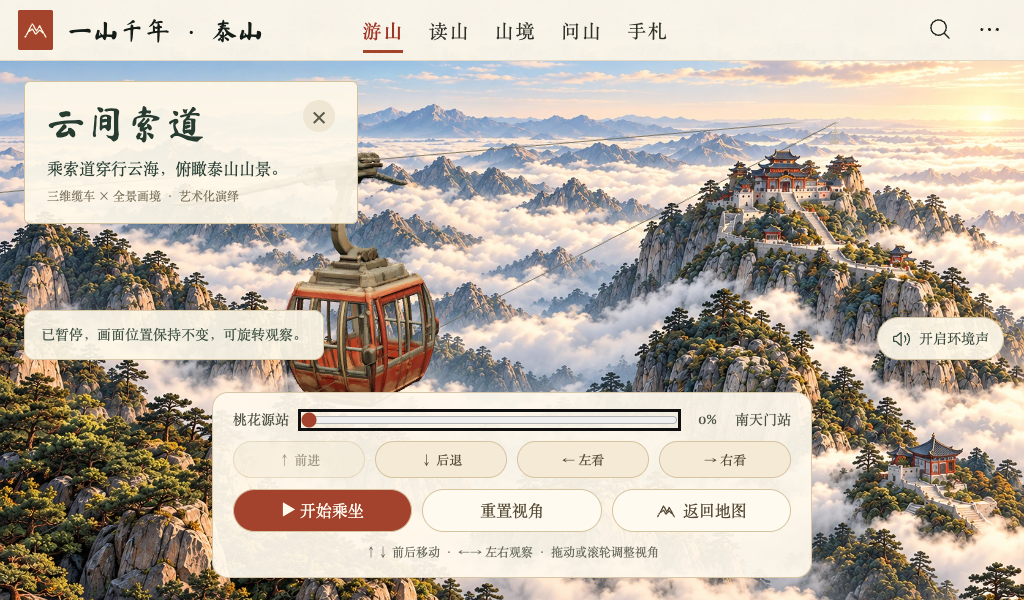 一山千年 · 泰山
游山 读山 山境 问山 手札
云间索道
乘索道穿行云海，俯瞰泰山山景。
三维缆车 × 全景画境 · 艺术化演绎
已暂停，画面位置保持不变，可旋转观察。
开启环境声
桃花源站 0% 南天门站
↑ 前进 ↓ 后退 ← 左看 → 右看
▶ 开始乘坐 重置视角 返回地图
↑↓ 前后移动 · ←→ 左右观察 · 拖动或滚轮调整视角